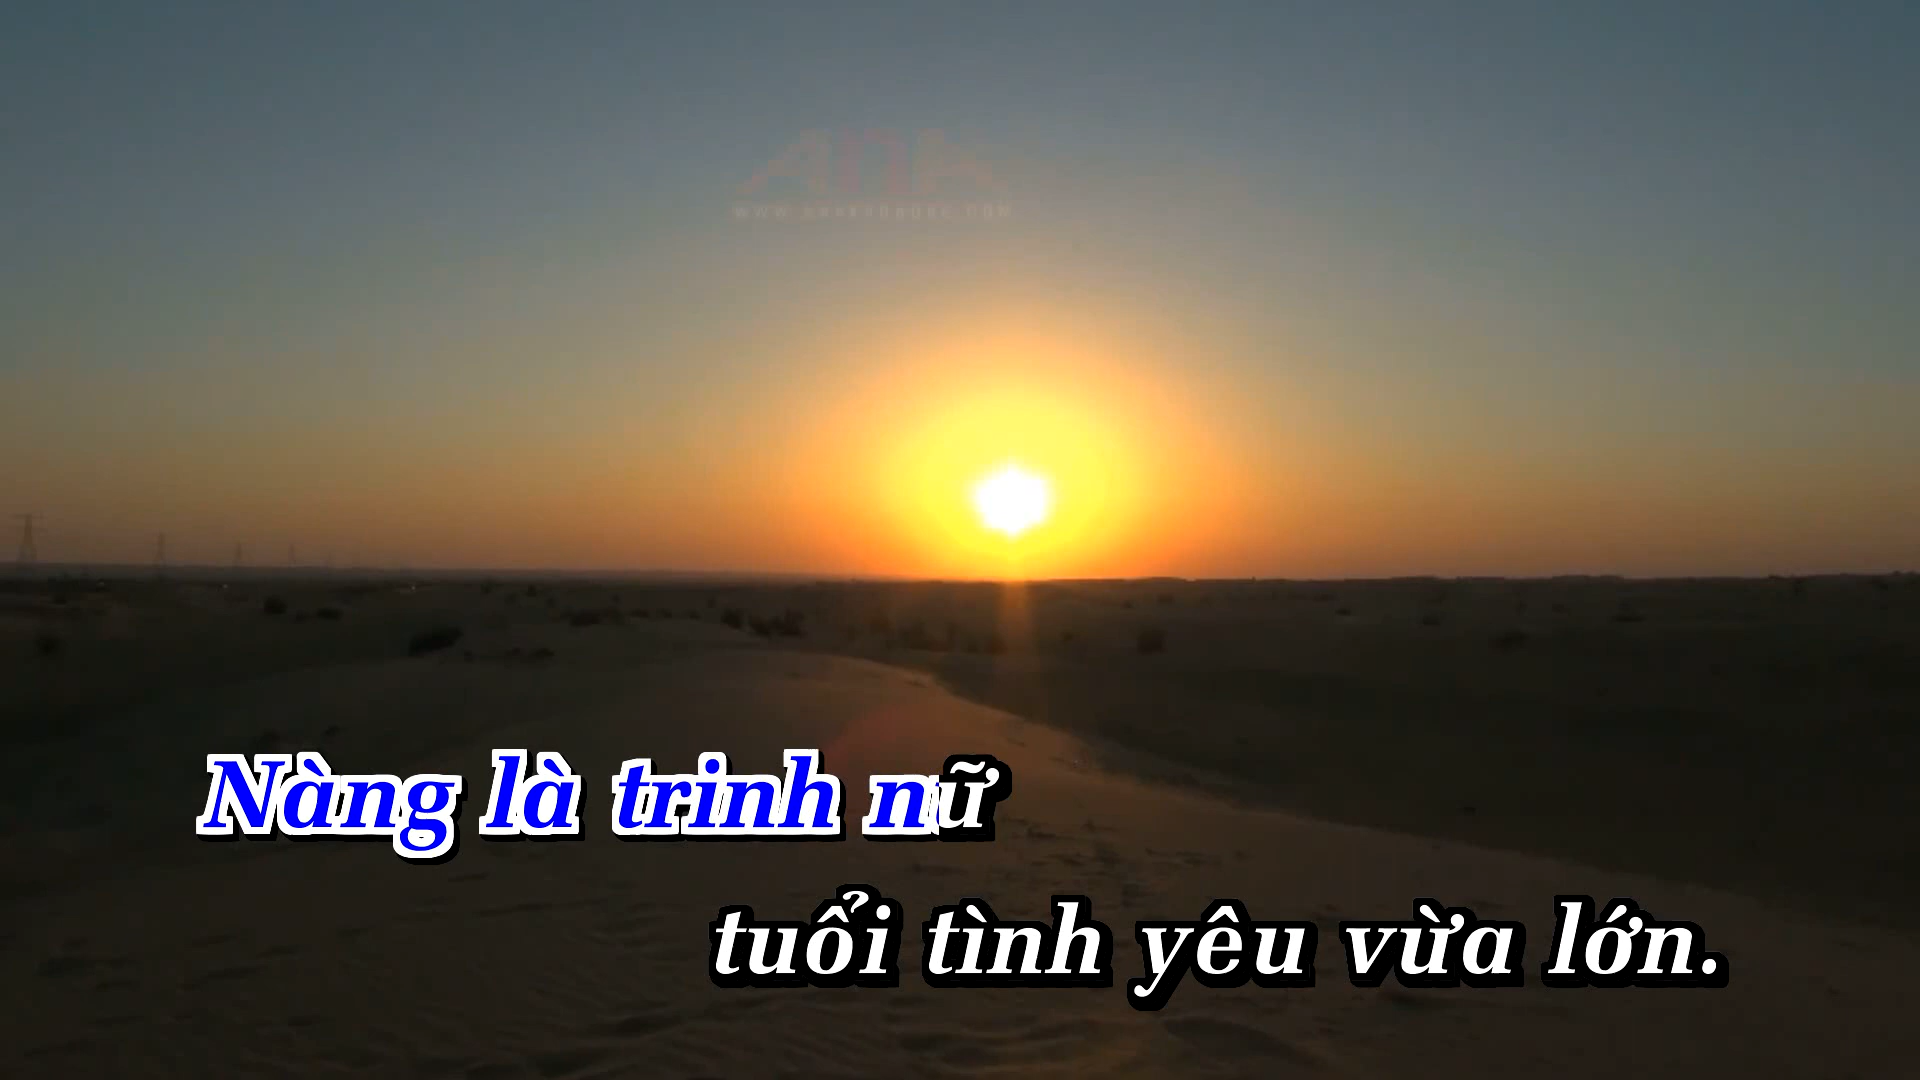 Nàng là trinh nữ
tuổi tình yêu vừa lớn.